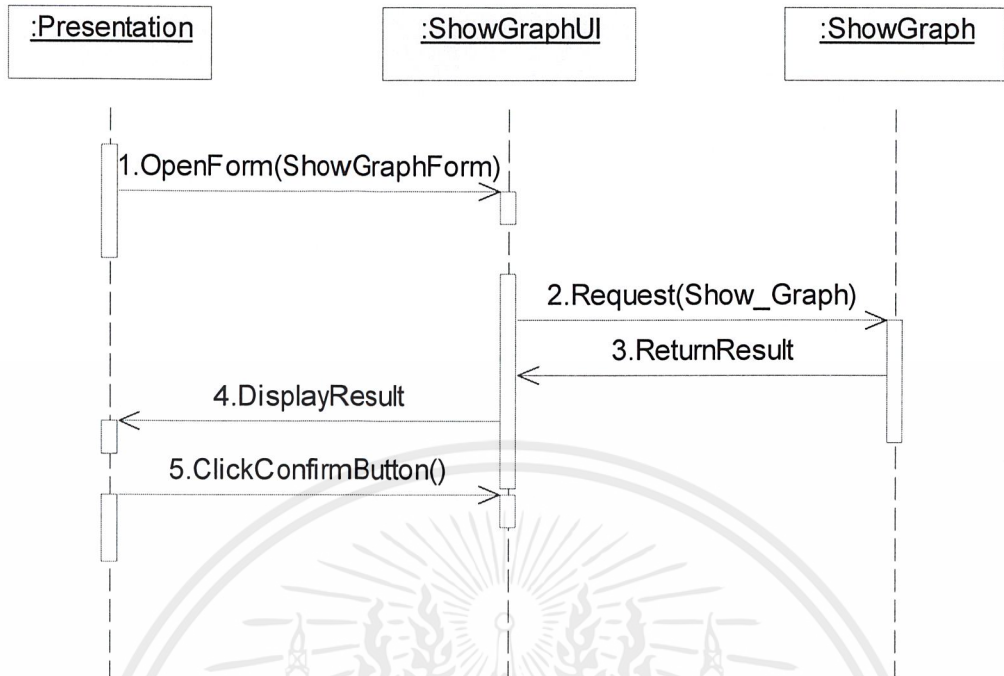 :Presentation
:ShowGraphUI
:ShowGraph
1.OpenForm(ShowGraphForm)
2.Request(Show_Graph)
3.ReturnResult
4.DisplayResult
5.ClickConfirmButton()